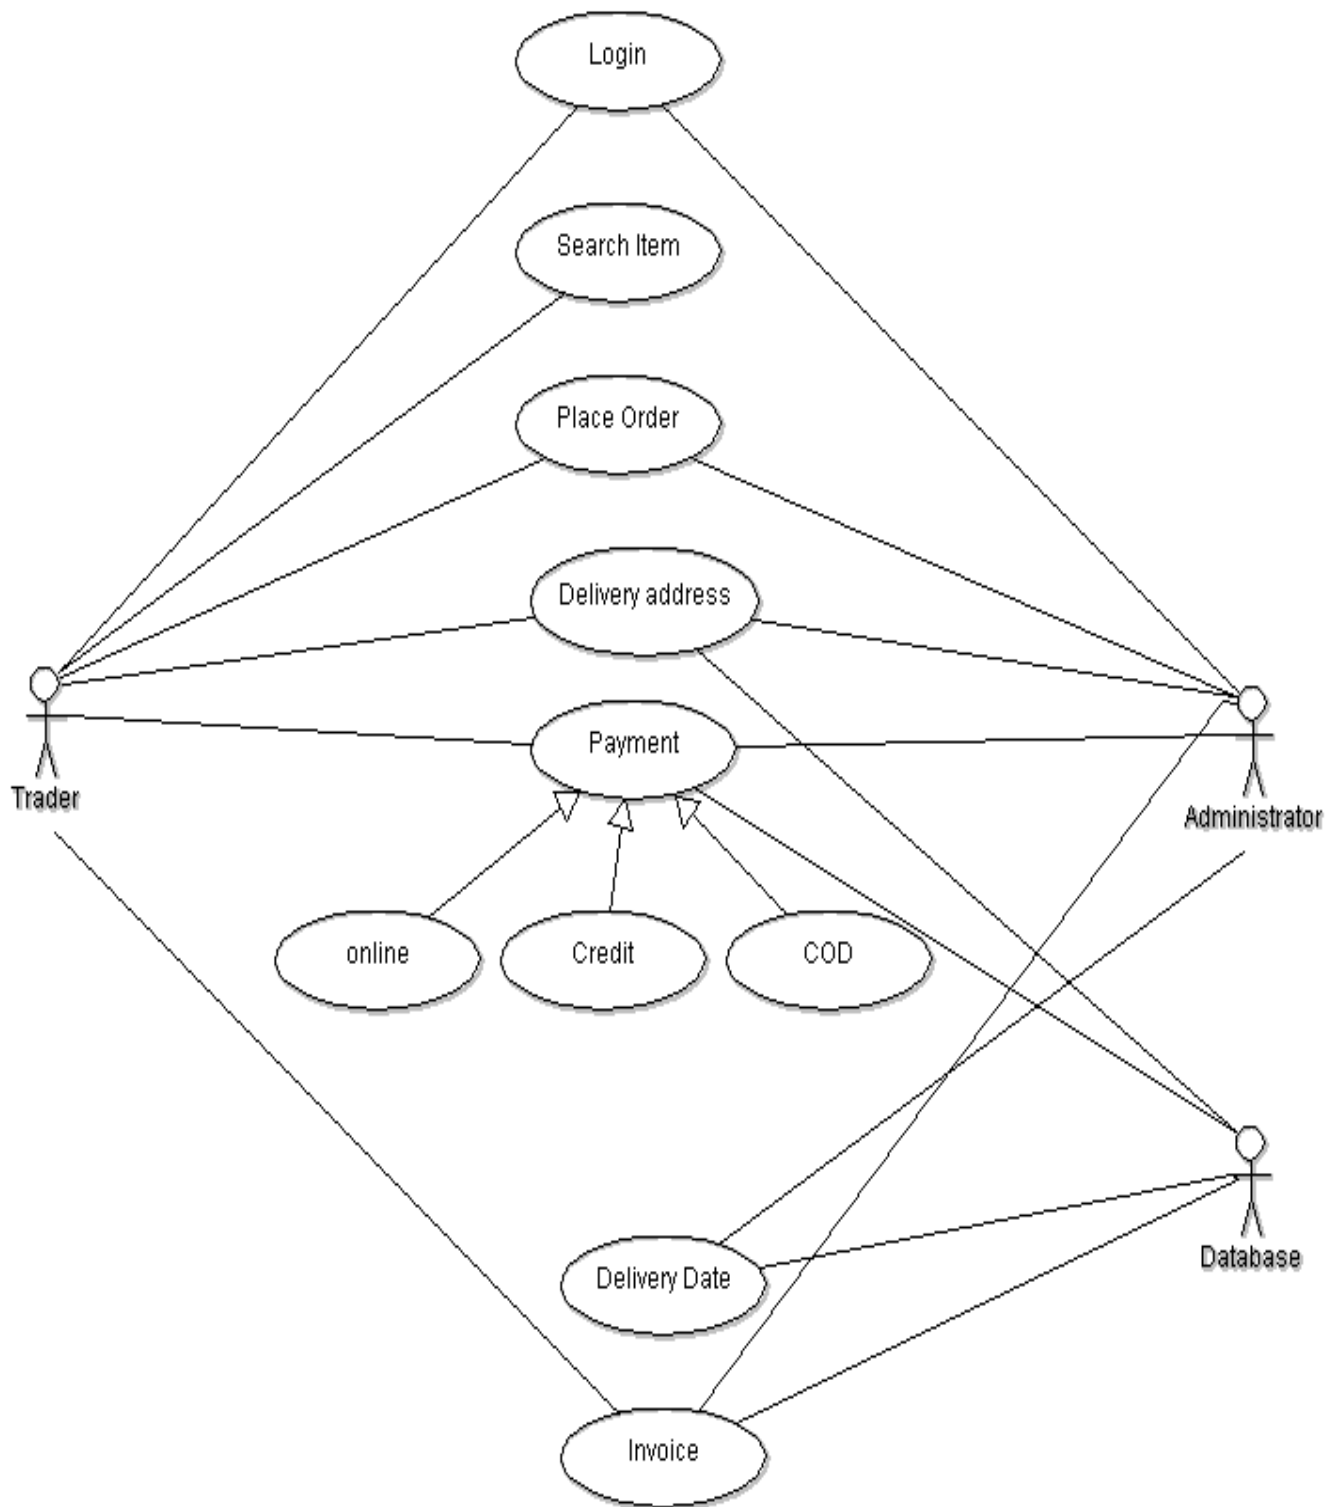 Login
Search Item
Place Order
Delivery address
Payment
Trader
Administrator
online
Credit
COD
Database
Delivery Date
Invoice